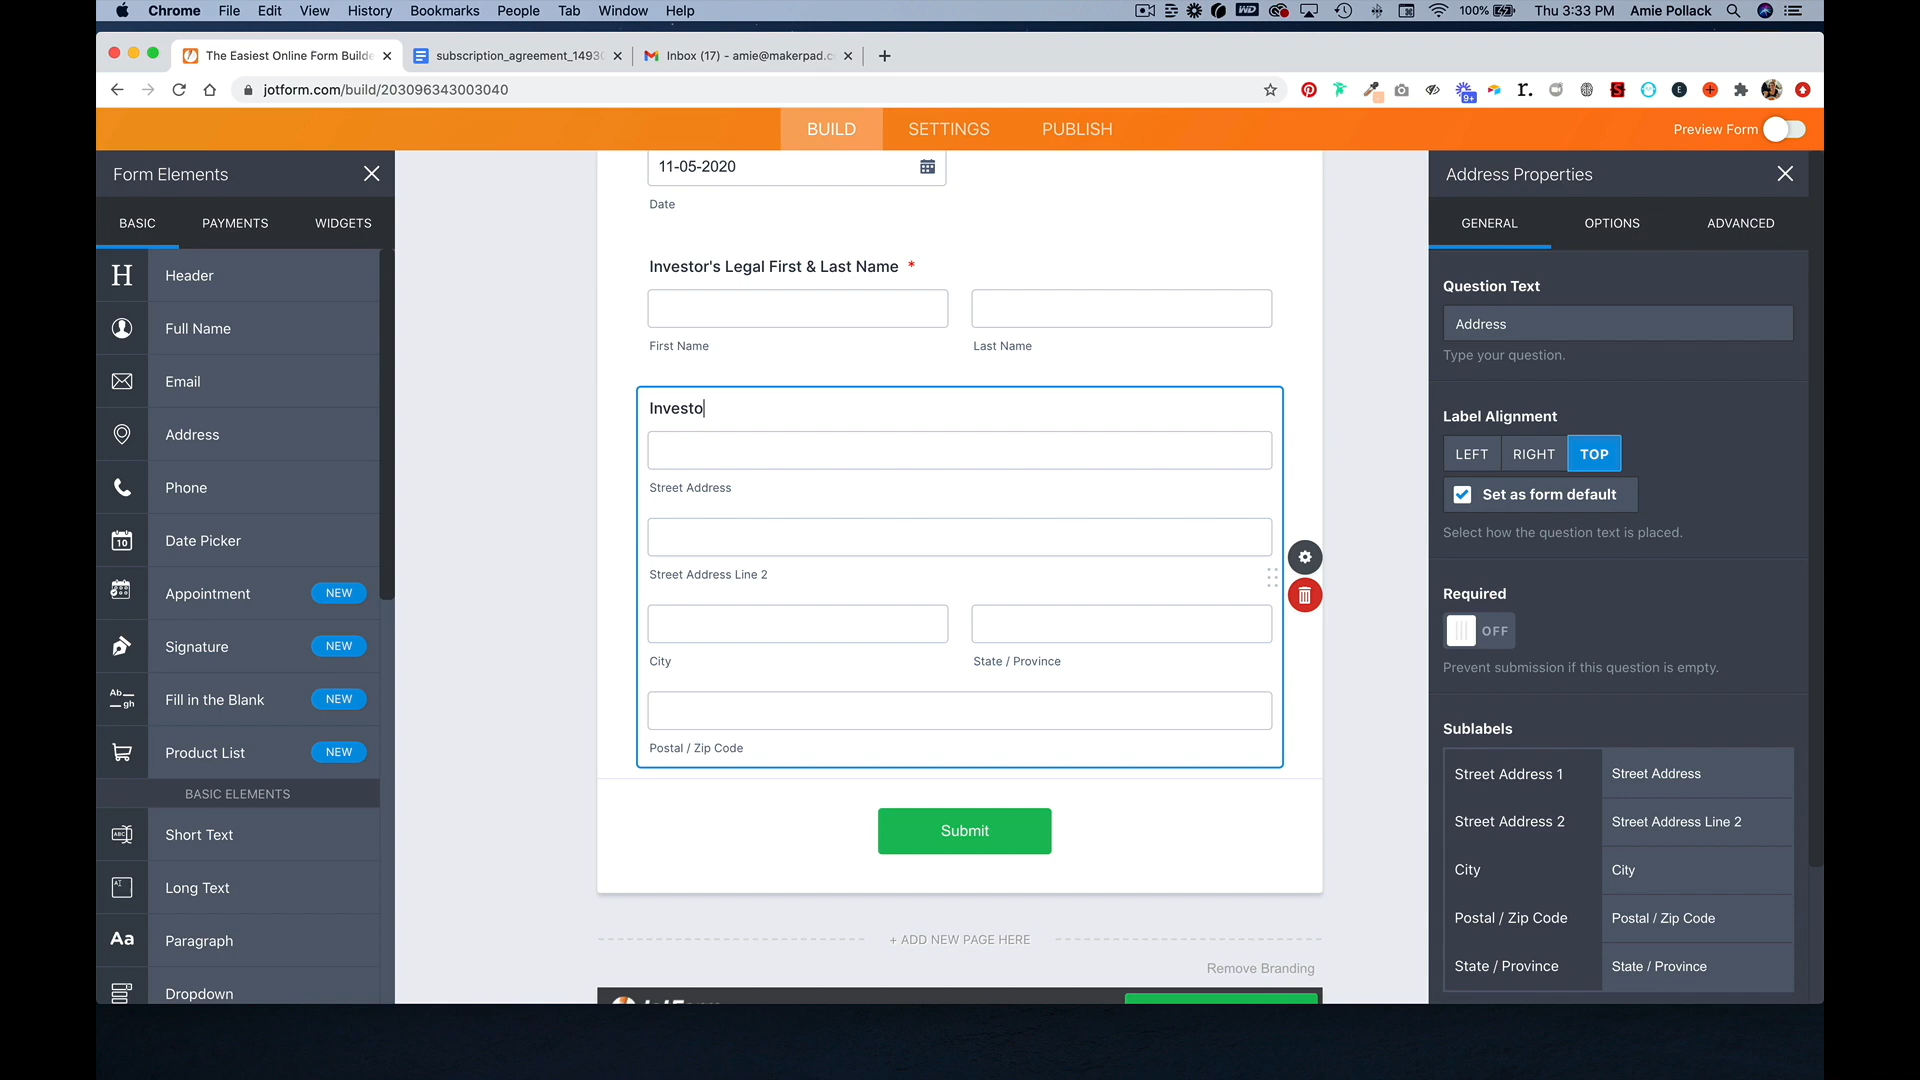 Chrome File Edit View History Bookmarks People Tab Window Help 100% Thu 3:33 PM Amie Pollack
The Easiest Online Form Builde subscription_agreement_1493 Inbox (17) - amie@makerpad.c
jotform.com/build/203096343003040
BUILD SETTINGS PUBLISH Preview Form
Form Elements
BASIC PAYMENTS WIDGETS
H Header
Full Name
Email
Address
Phone
10 Date Picker
Appointment NEW
Signature NEW
Ab gh Fill in the Blank NEW
Product List NEW
BASIC ELEMENTS
Short Text
Long Text
Aa Paragraph
Dropdown
11-05-2020
Date
Investor's Legal First & Last Name *
First Name Last Name
Investo
Street Address
Street Address Line 2
City State / Province
Postal / Zip Code
Submit
+ ADD NEW PAGE HERE
Remove Branding
Address Properties
GENERAL OPTIONS ADVANCED
Question Text
Address
Type your question.
Label Alignment
LEFT RIGHT TOP
Set as form default
Select how the question text is placed.
Required
OFF
Prevent submission if this question is empty.
Sublabels
Street Address 1 Street Address
Street Address 2 Street Address Line 2
City City
Postal / Zip Code Postal / Zip Code
State / Province State / Province